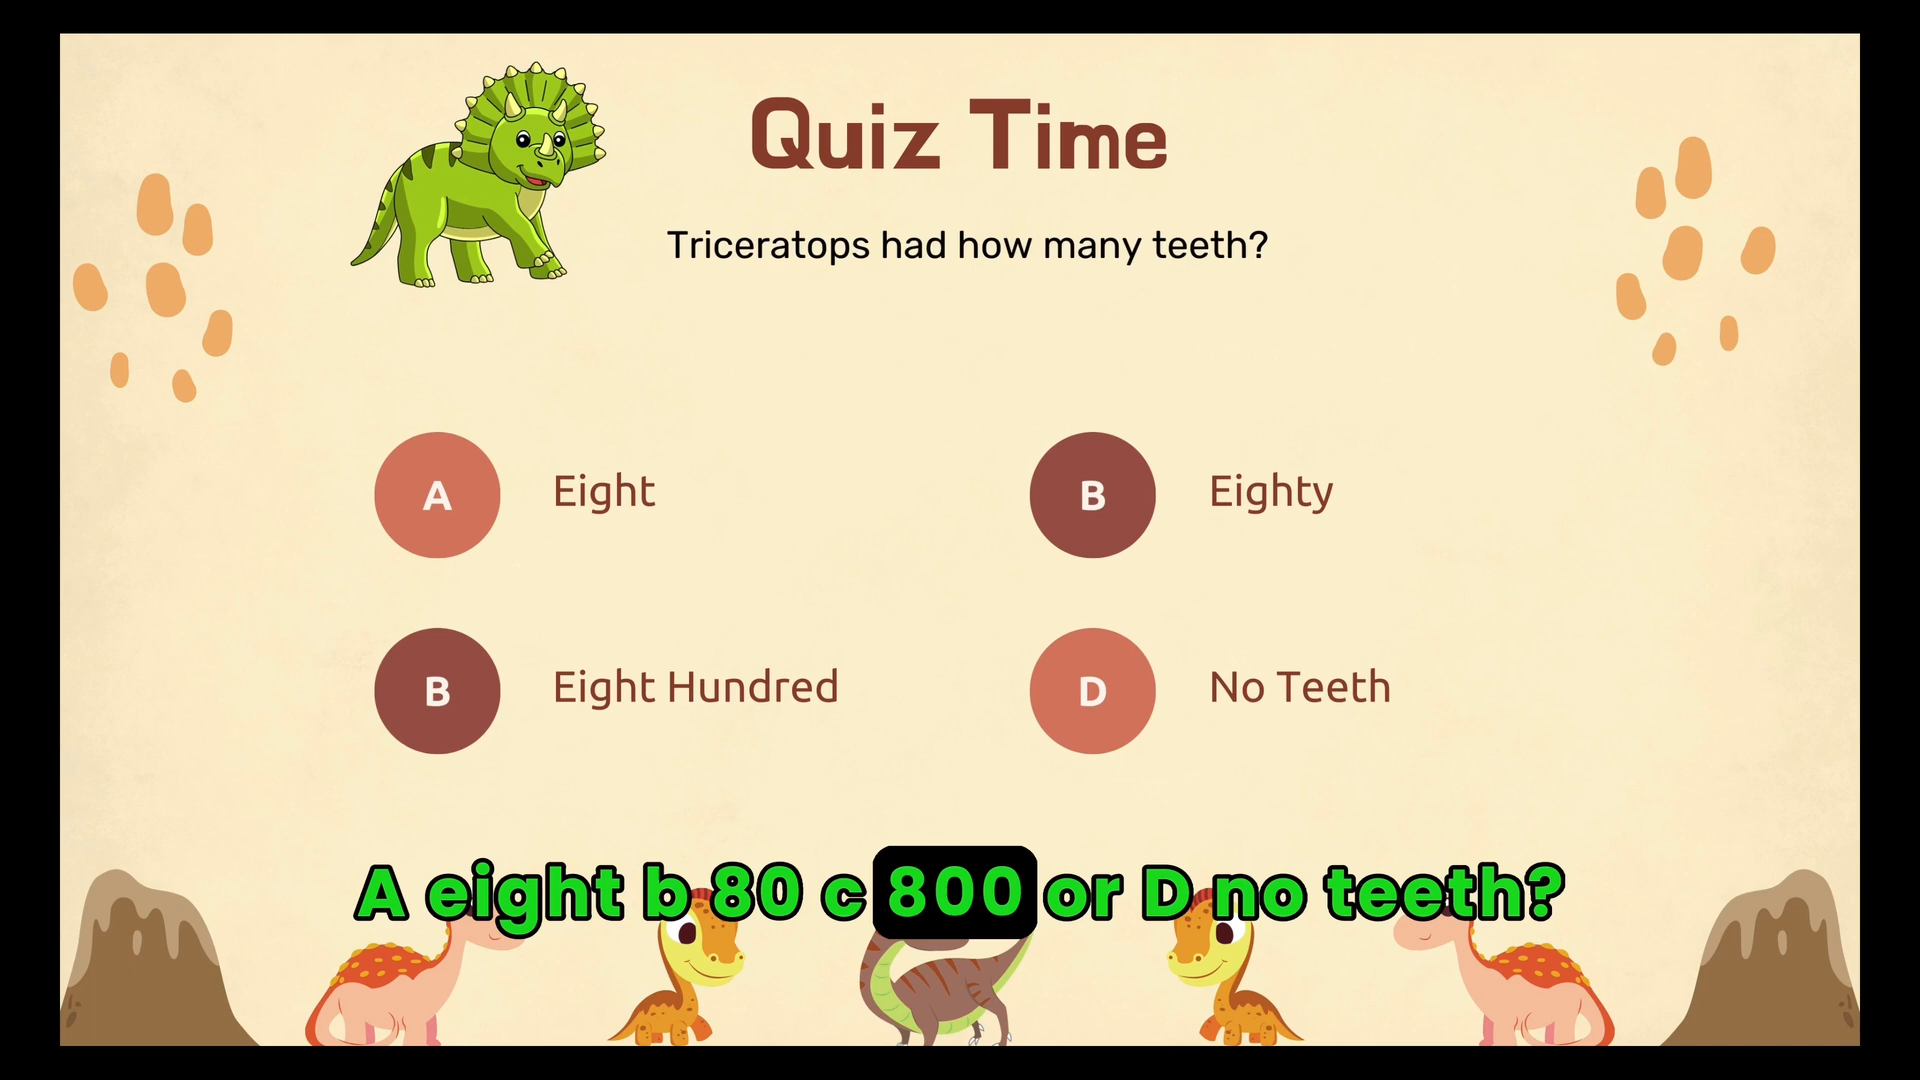 Quiz Time
Triceratops had how many teeth?
A Eight
B Eighty
B Eight Hundred
D No Teeth
A eight b 80 c 800 or D no teeth?